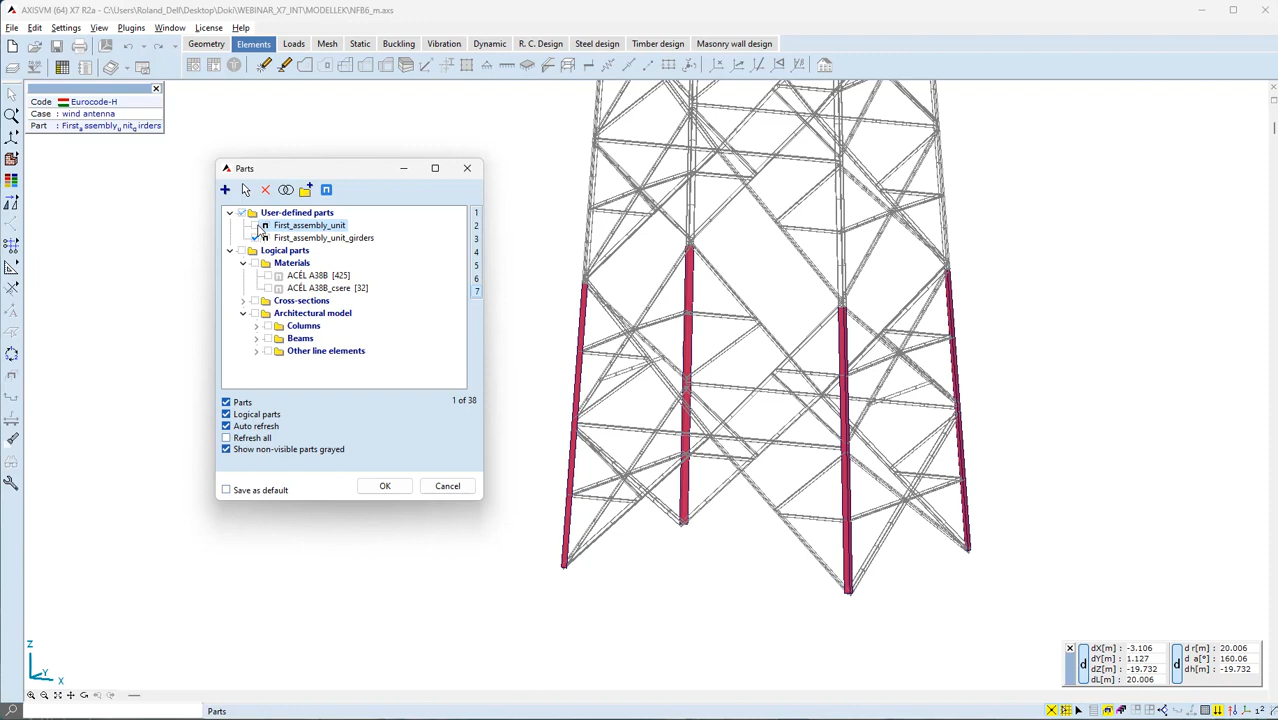 AXISVM (64) X7 R2a - C:\Users\Roland_Dell\Desktop\Doki\WEBINAR_X7_INT\MODELLEK\NFB6_m.axs
File Edit Settings View Plugins Window License Help
Geometry Elements Loads Mesh Static Buckling Vibration Dynamic R. C. Design Steel design Timber design Masonry wall design
Code Eurocode-H
Case : wind antenna
Part : Firstassemblyunitgirders
Parts
User-defined parts
First_assembly_unit
First_assembly_unit_girders
Logical parts
Materials
ACÉL A38B [425]
ACÉL A38B_csere [32]
Cross-sections
Architectural model
Columns
Beams
Other line elements
1
2
3
4
5
6
7
Parts 1 of 38
Logical parts
Auto refresh
Refresh all
Show non-visible parts grayed
Save as default OK Cancel
Z
Y
X
dX[m] -3.106 d r[m] 20.006
dY[m] 1.127 d a[°] 160.06
dZ[m] -19.732 d h[m] -19.732
dL[m] 20.006
d d
Parts